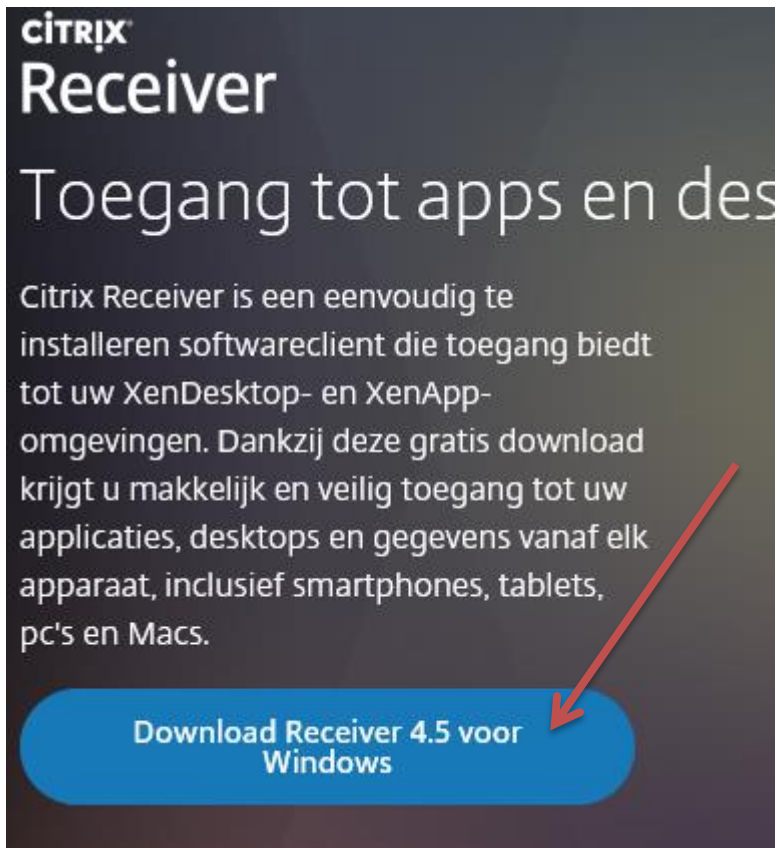 CİTRIX
Receiver
Toegang tot apps en des
Citrix Receiver is een eenvoudig te
installeren softwareclient die toegang biedt
tot uw XenDesktop- en XenApp-
omgevingen. Dankzij deze gratis download
krijgt u makkelijk en veilig toegang tot uw
applicaties, desktops en gegevens vanaf elk
apparaat, inclusief smartphones, tablets,
pc's en Macs.
Download Receiver 4.5 voor
Windows